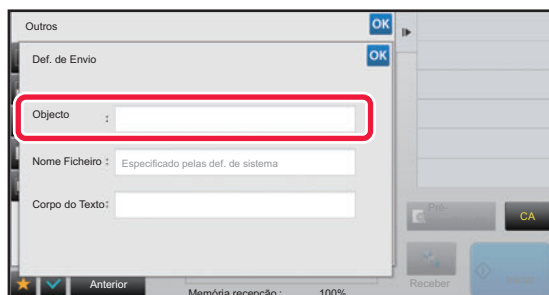 Outros
OK
Def. de Envio
OK
Objecto :
Nome Ficheiro : Especificado pelas def. de sistema
Corpo do Texto:
Pré-
CA
Anterior
Memória recepção : 100%
Receber